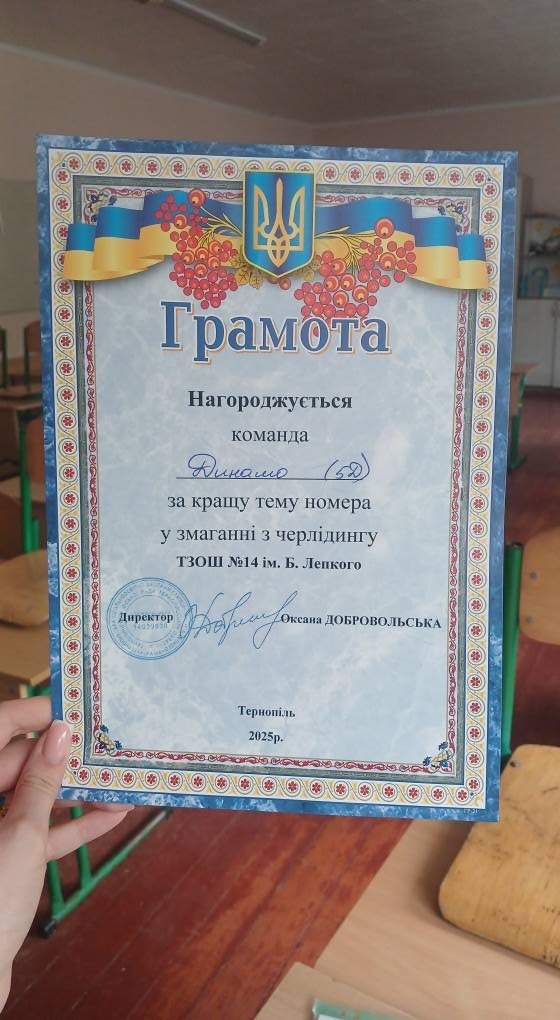 Грамота
Нагороджується
команда
Динамо (5Д)
за кращу тему номера
у змаганні з черлідингу
ТЗОШ №14 ім. Б. Лепкого
Директор Оксана ДОБРОВОЛЬСЬКА
Тернопіль
2025р.